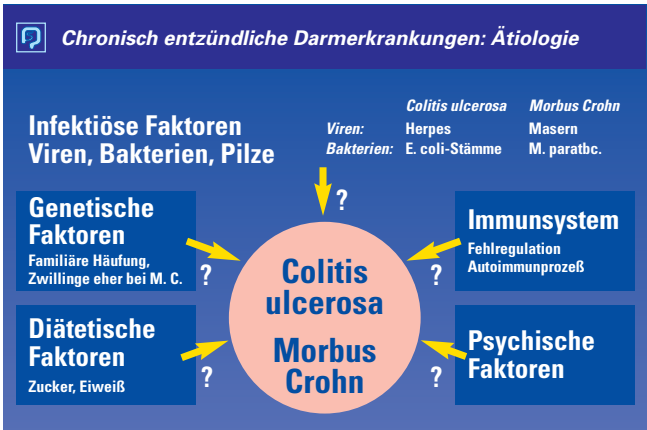 Chronisch entzündliche Darmerkrankungen: Ätiologie
Infektiöse Faktoren
Viren, Bakterien, Pilze
Colitis ulcerosa Morbus Crohn
Viren: Herpes Masern
Bakterien: E. coli-Stämme M. paratbc.
?
Genetische
Faktoren
Familiäre Häufung,
Zwillinge eher bei M. C.
?
Immunsystem
Fehlregulation
Autoimmunprozeß
?
Colitis
ulcerosa
Morbus
Crohn
Diätetische
Faktoren
Zucker, Eiweiß
?
Psychische
Faktoren
?